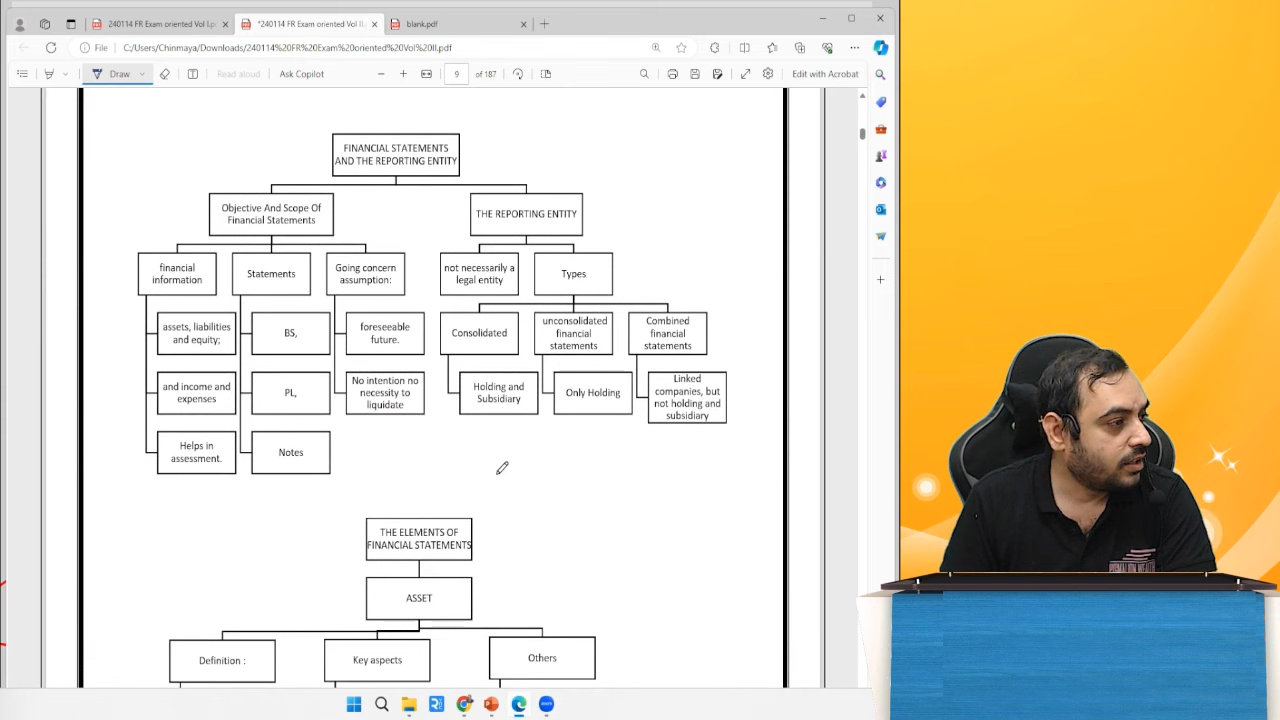 240114 FR Exam oriented Vol I.p
*240114 FR Exam oriented Vol II.
blank.pdf
File
C:/Users/Chinmaya/Downloads/240114%20FR%20Exam%20oriented%20Vol%20II.pdf
Draw
Read aloud
Ask Copilot
9
of 187
Edit with Acrobat
FINANCIAL STATEMENTS
AND THE REPORTING ENTITY
Objective And Scope Of
Financial Statements
THE REPORTING ENTITY
financial
information
Statements
Going concern
assumption:
not necessarily a
legal entity
Types
assets, liabilities
and equity;
BS,
foreseeable
future.
Consolidated
unconsolidated
financial
statements
Combined
financial
statements
and income and
expenses
PL,
No intention no
necessity to
liquidate
Holding and
Subsidiary
Only Holding
Linked
companies, but
not holding and
subsidiary
Helps in
assessment.
Notes
THE ELEMENTS OF
FINANCIAL STATEMENTS
ASSET
Definition :
Key aspects
Others